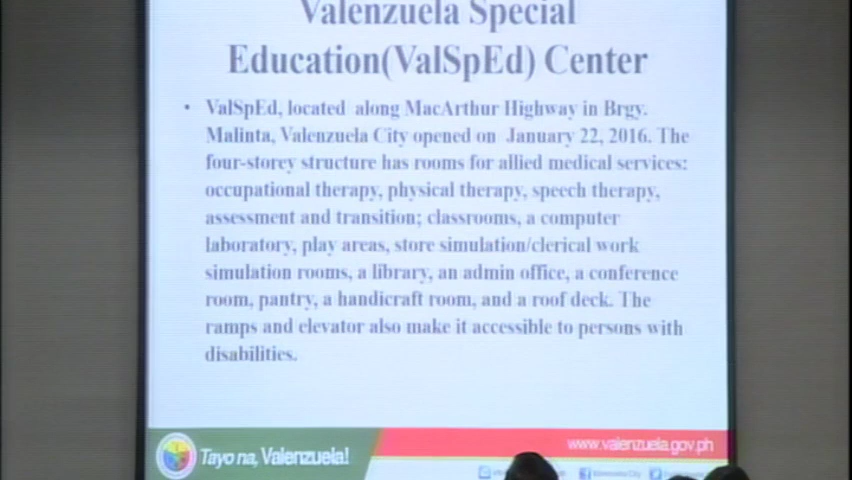 Valenzuela Special
Education(ValSpEd) Center
• ValSpEd, located along MacArthur Highway in Brgy.
Malinta, Valenzuela City opened on January 22, 2016. The
four-storey structure has rooms for allied medical services:
occupational therapy, physical therapy, speech therapy,
assessment and transition; classrooms, a computer
laboratory, play areas, store simulation/clerical work
simulation rooms, a library, an admin office, a conference
room, pantry, a handicraft room, and a roof deck. The
ramps and elevator also make it accessible to persons with
disabilities.
www.valenzuela.gov.ph
Tayo na, Valenzuela!